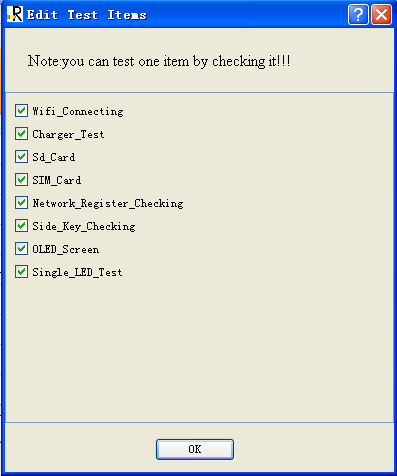 Edit Test Items
Note:you can test one item by checking it!!!
Wifi_Connecting
Charger_Test
Sd_Card
SIM_Card
Network_Register_Checking
Side_Key_Checking
OLED_Screen
Single_LED_Test
OK